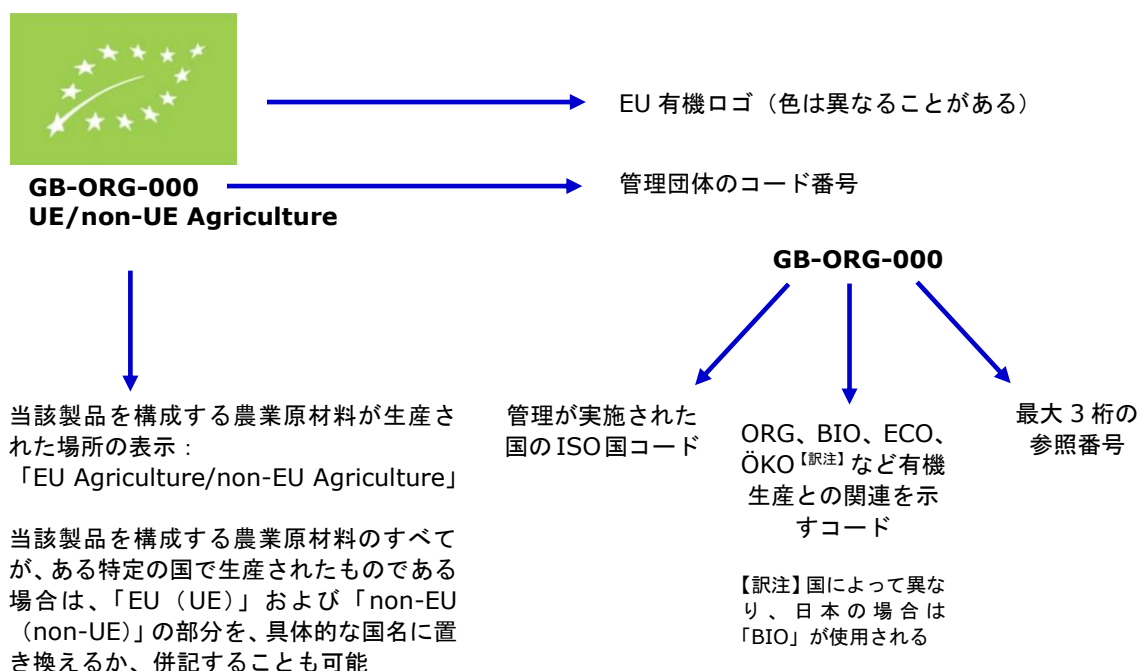 EU 有機ロゴ（色は異なることがある）
GB-ORG-000
管理団体のコード番号
UE/non-UE Agriculture
GB-ORG-000
当該製品を構成する農業原材料が生産さ
れた場所の表示：
「EU Agriculture/non-EU Agriculture」
当該製品を構成する農業原材料のすべて
が、ある特定の国で生産されたものである
場合は、「EU（UE）」および「non-EU
（non-UE）」の部分を、具体的な国名に置
き換えるか、併記することも可能
管理が実施された
国の ISO 国コード
ORG、BIO、ECO、
ÖKO【訳注】など有機
生産との関連を示
すコード
【訳注】国によって異な
り、日本の場合は
「BIO」が使用される
最大 3 桁の
参照番号